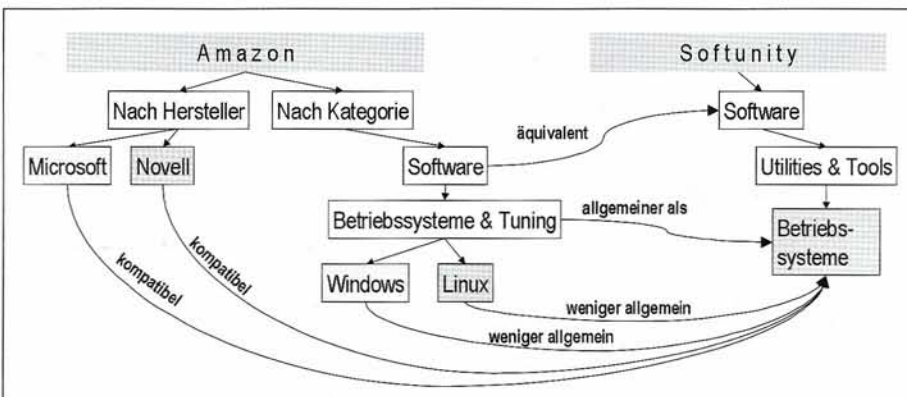 Amazon
Softunity
Nach Hersteller
Nach Kategorie
Software
äquivalent
Microsoft
Novell
Software
Utilities & Tools
Betriebssysteme & Tuning
allgemeiner als
Betriebs-
systeme
kompatibel
kompatibel
Windows
Linux
weniger allgemein
weniger allgemein